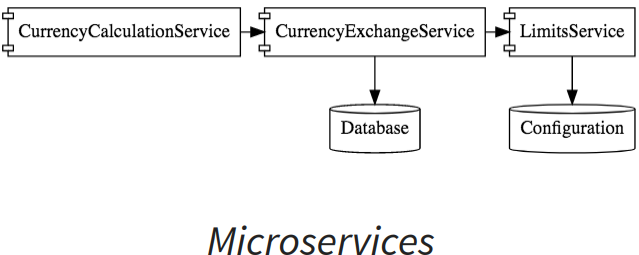 CurrencyCalculationService
CurrencyExchangeService
LimitsService
Database
Configuration
Microservices